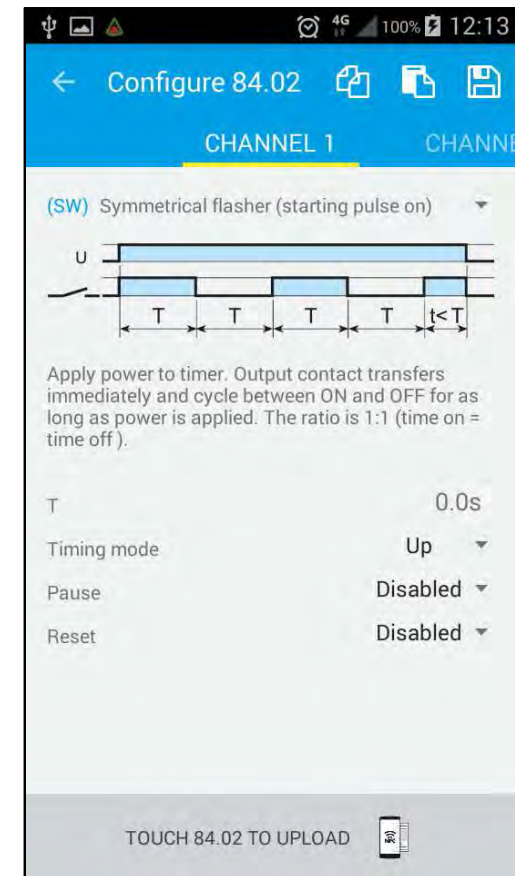 4G 100% 12:13
Configure 84.02
CHANNEL 1 CHANNE
(SW) Symmetrical flasher (starting pulse on)
U
T T T T t<T
Apply power to timer. Output contact transfers
immediately and cycle between ON and OFF for as
long as power is applied. The ratio is 1:1 (time on =
time off ).
T 0.0s
Timing mode Up
Pause Disabled
Reset Disabled
TOUCH 84.02 TO UPLOAD